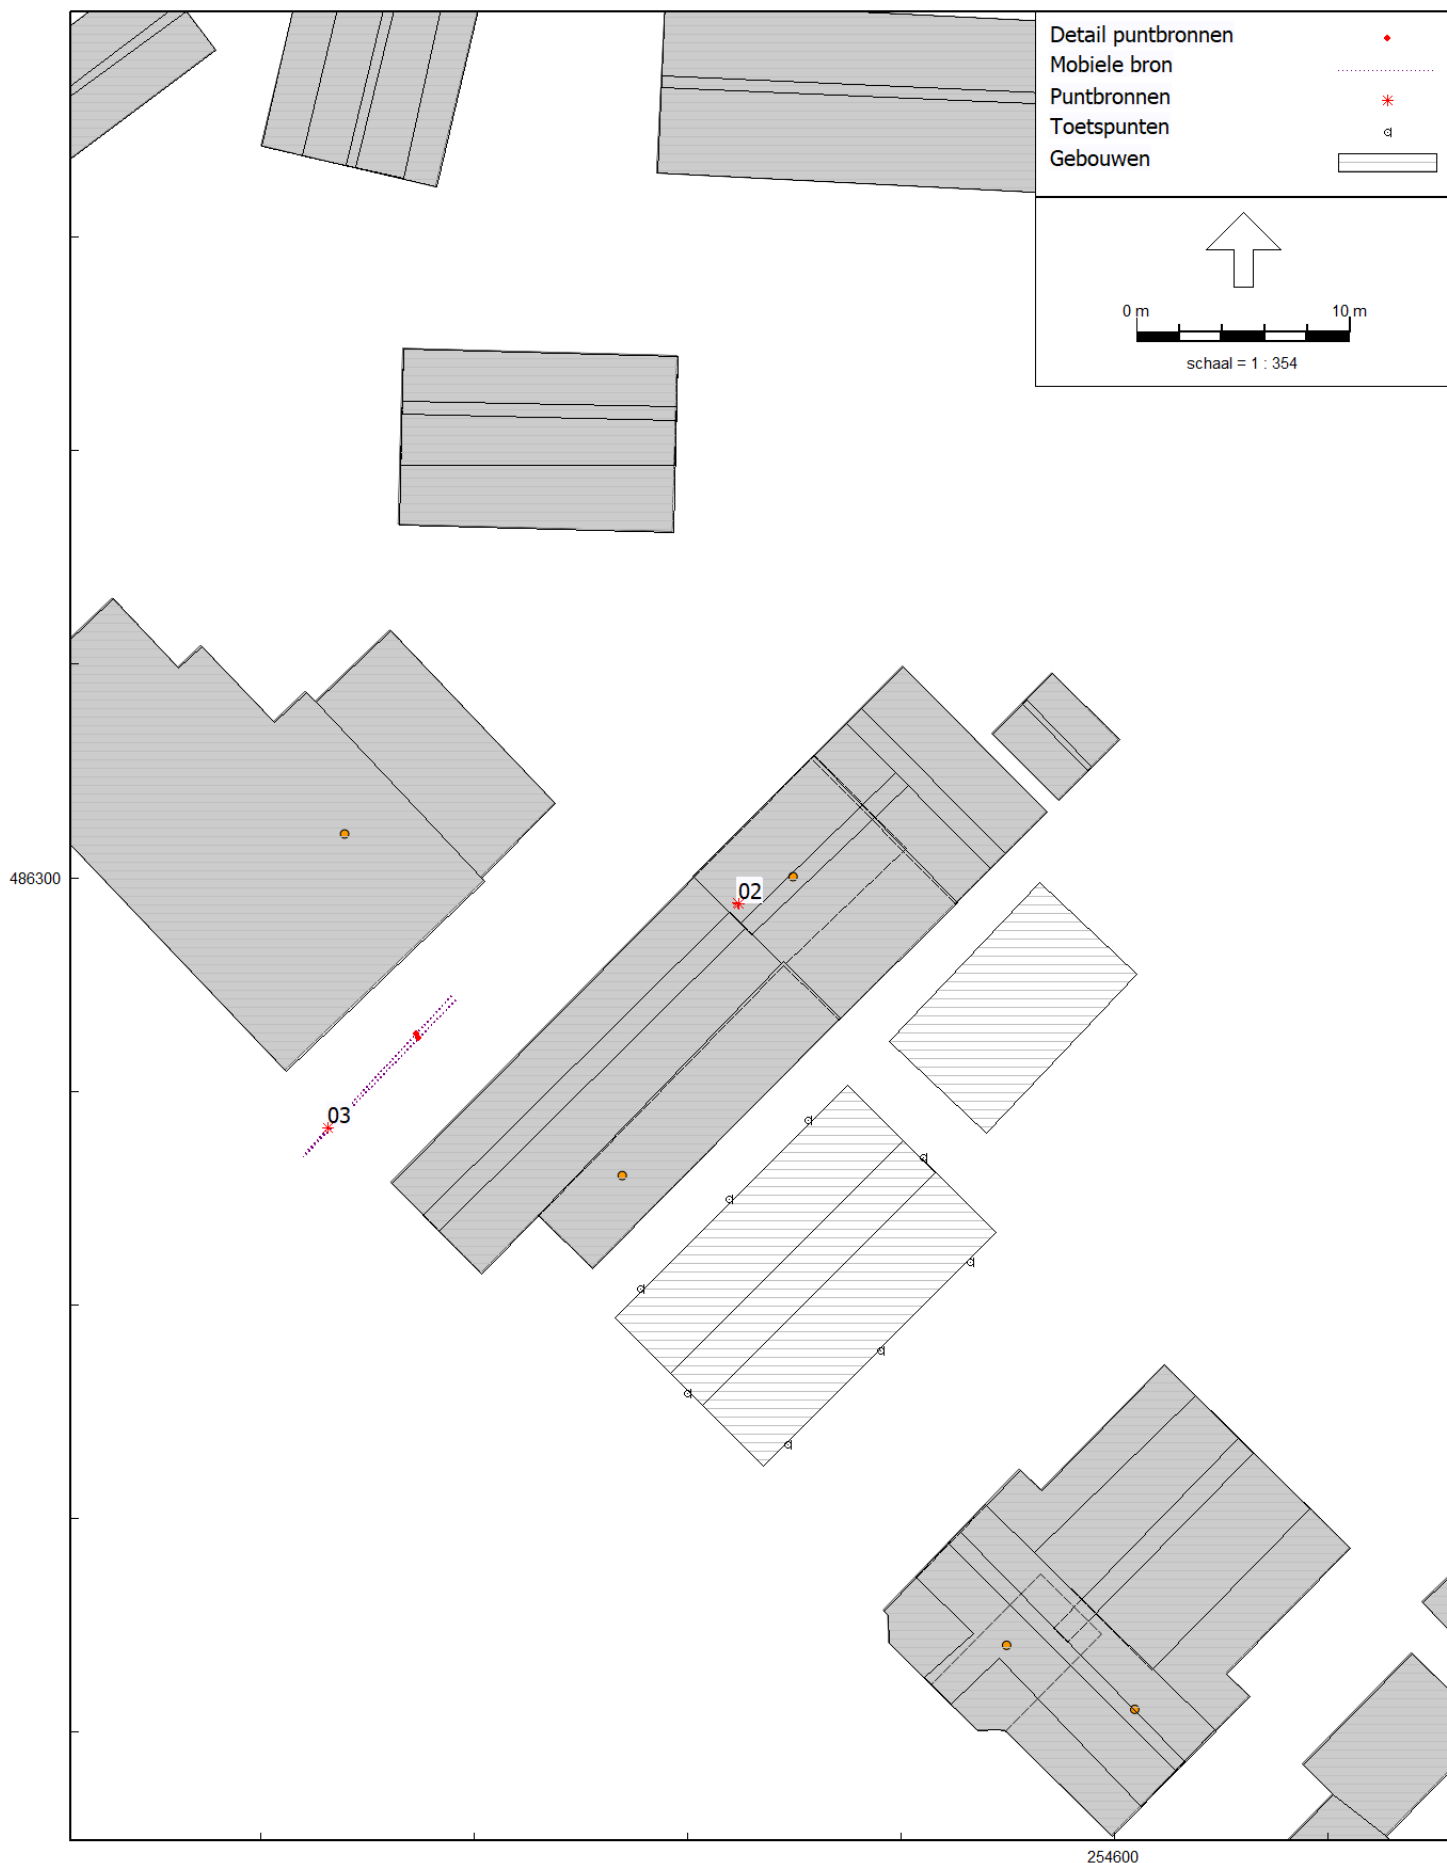 Detail puntbronnen
Mobiele bron
Puntbronnen
Toetspunten
Gebouwen
0 m 10 m
schaal = 1 : 354
02
486300
03
254600